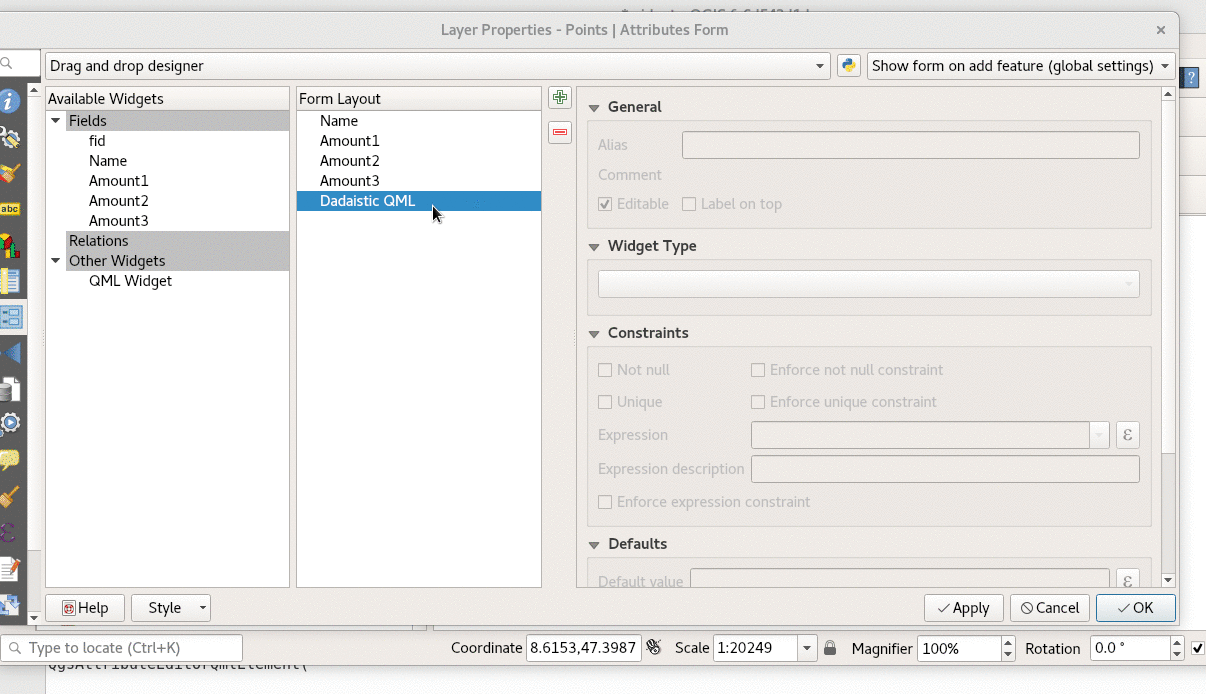 Layer Properties - Points | Attributes Form
Drag and drop designer
Show form on add feature (global settings)
Available Widgets
Fields
fid
Name
Amount1
Amount2
Amount3
Relations
Other Widgets
QML Widget
Form Layout
Name
Amount1
Amount2
Amount3
Dadaistic QML
General
Alias
Comment
Editable
Label on top
Widget Type
Constraints
Not null
Enforce not null constraint
Unique
Enforce unique constraint
Expression
ε
Expression description
Enforce expression constraint
Defaults
Default value
ε
abc
Help
Style
Apply
Cancel
OK
Type to locate (Ctrl+K)
Coordinate
8.6153,47.3987
Scale
1:20249
Magnifier
100%
Rotation
0.0 °